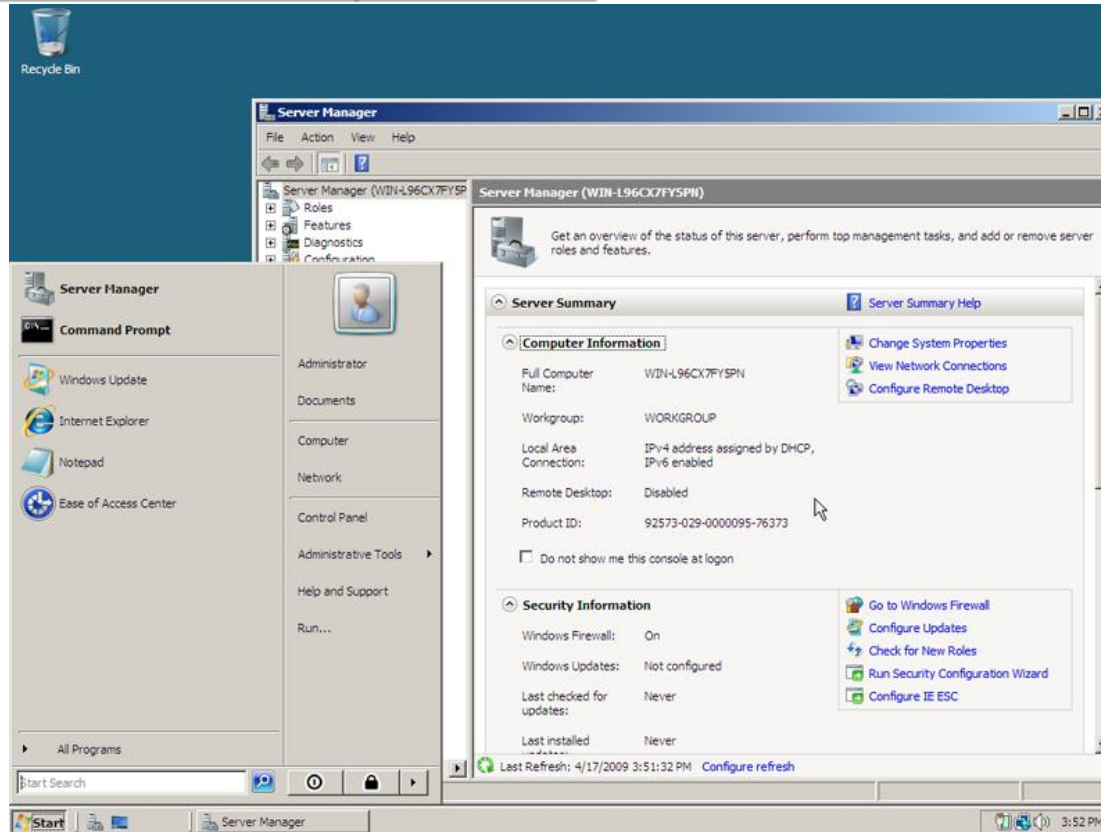 Recycle Bin
Server Manager
File Action View Help
Server Manager (WIN-L96CX7FY5P
Roles
Features
Diagnostics
Configuration
Server Manager (WIN-L96CX7FY5PN)
Get an overview of the status of this server, perform top management tasks, and add or remove server
roles and features.
Server Summary
Server Summary Help
Computer Information
Full Computer
Name:
WIN-L96CX7FY5PN
Workgroup:
WORKGROUP
Local Area
Connection:
IPv4 address assigned by DHCP,
IPv6 enabled
Remote Desktop:
Disabled
Product ID:
92573-029-0000095-76373
Do not show me this console at logon
Change System Properties
View Network Connections
Configure Remote Desktop
Security Information
Windows Firewall:
On
Windows Updates:
Not configured
Last checked for
updates:
Never
Last installed
updates:
Never
Go to Windows Firewall
Configure Updates
Check for New Roles
Run Security Configuration Wizard
Configure IE ESC
Last Refresh: 4/17/2009 3:51:32 PM Configure refresh
Server Manager
Command Prompt
Windows Update
Internet Explorer
Notepad
Ease of Access Center
All Programs
Start Search
Administrator
Documents
Computer
Network
Control Panel
Administrative Tools
Help and Support
Run...
Start
Server Manager
3:52 PM